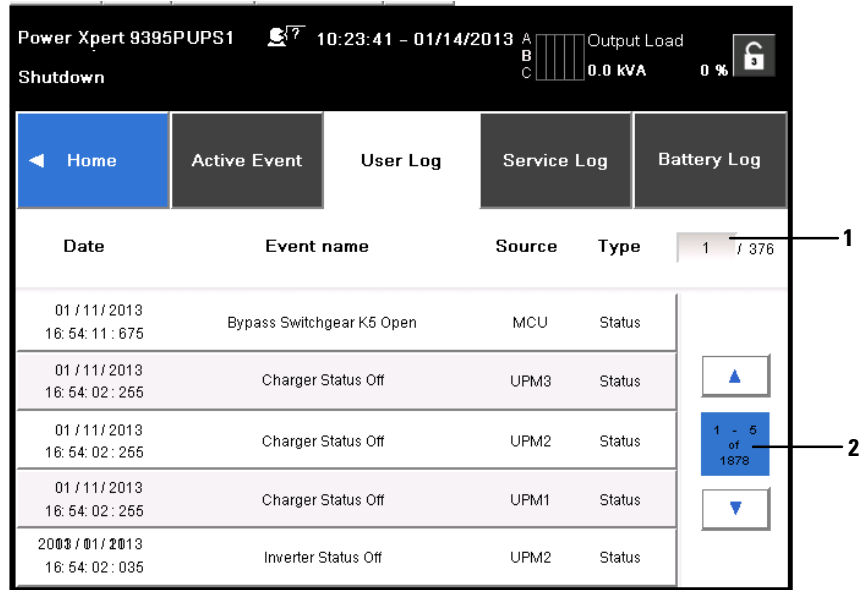 Power Xpert 9395PUPS1 ? 10:23:41 - 01/14/2013 A Output Load
B
C 0.0 kVA 0 % 3
Shutdown
Home Active Event User Log Service Log Battery Log
Date Event name Source Type 1 / 376 1
01 / 11 / 2013
16: 54: 11 : 675
Bypass Switchgear K5 Open MCU Status
01 / 11 / 2013
16: 54: 02 : 255
Charger Status Off UPM3 Status
01 / 11 / 2013
16: 54: 02 : 255
Charger Status Off UPM2 Status
1 - 5
of
1878
2
01 / 11 / 2013
16: 54: 02 : 255
Charger Status Off UPM1 Status
16: 54: 02 : 035
Inverter Status Off UPM2 Status